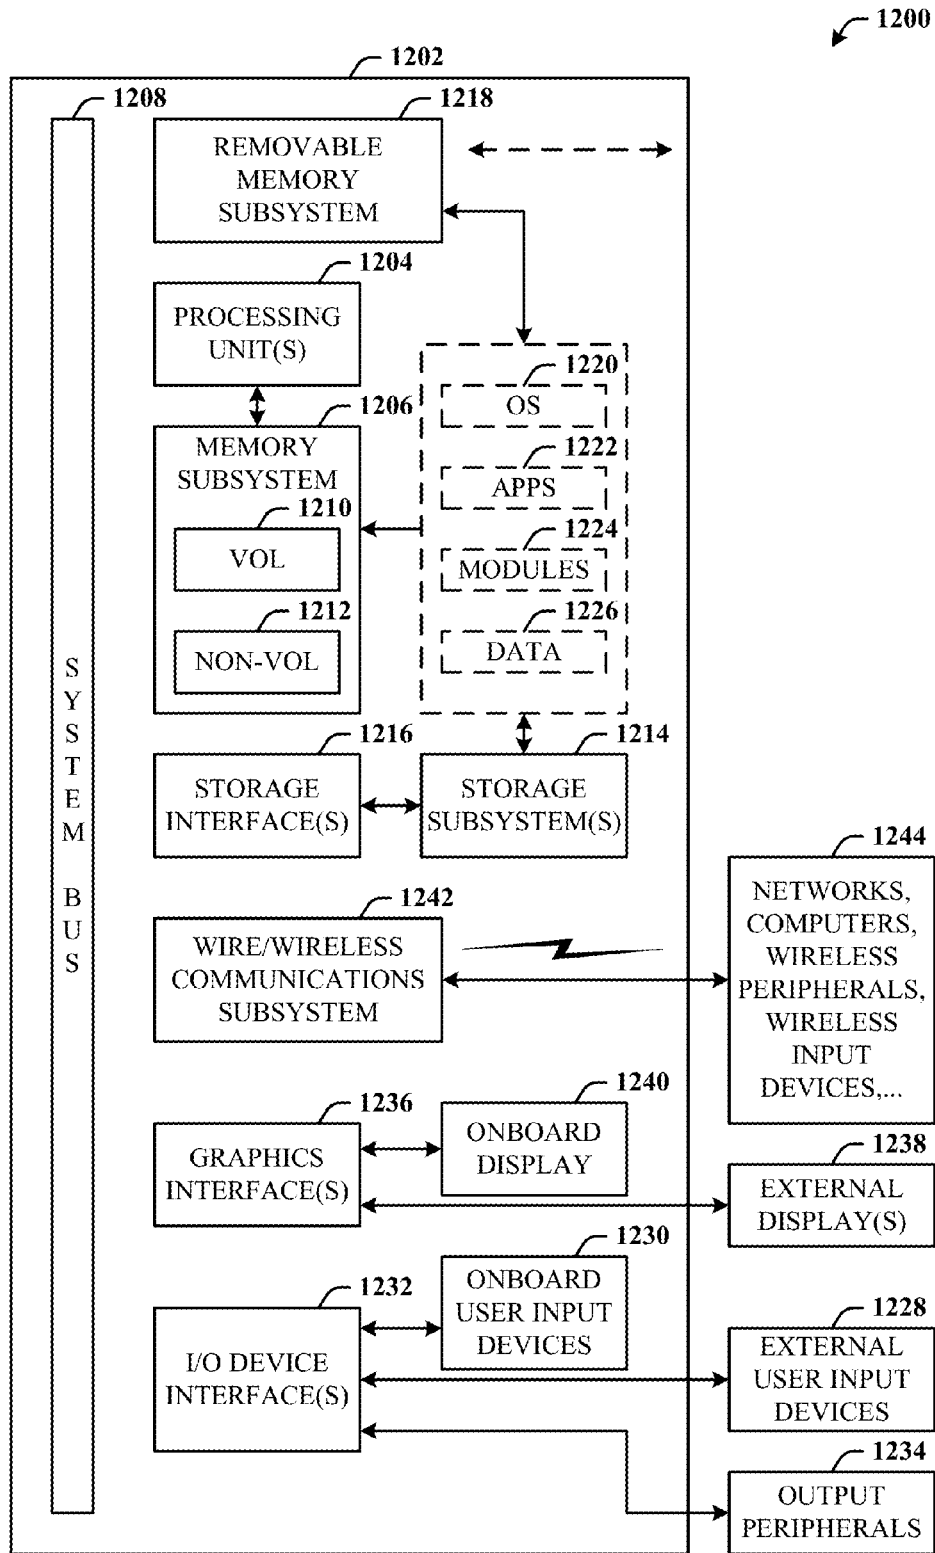 1200
1202
1208
1218
REMOVABLE
MEMORY
SUBSYSTEM
1204
PROCESSING
UNIT(S)
1220
OS
1206
MEMORY
SUBSYSTEM
1222
APPS
1210
VOL
1224
MODULES
1212
NON-VOL
1226
DATA
SYSTEM BUS
1216
STORAGE
INTERFACE(S)
1214
STORAGE
SUBSYSTEM(S)
1242
WIRE/WIRELESS
COMMUNICATIONS
SUBSYSTEM
1244
NETWORKS,
COMPUTERS,
WIRELESS
PERIPHERALS,
WIRELESS
INPUT
DEVICES,...
1236
GRAPHICS
INTERFACE(S)
1240
ONBOARD
DISPLAY
1238
EXTERNAL
DISPLAY(S)
1230
ONBOARD
USER INPUT
DEVICES
1232
I/O DEVICE
INTERFACE(S)
1228
EXTERNAL
USER INPUT
DEVICES
1234
OUTPUT
PERIPHERALS